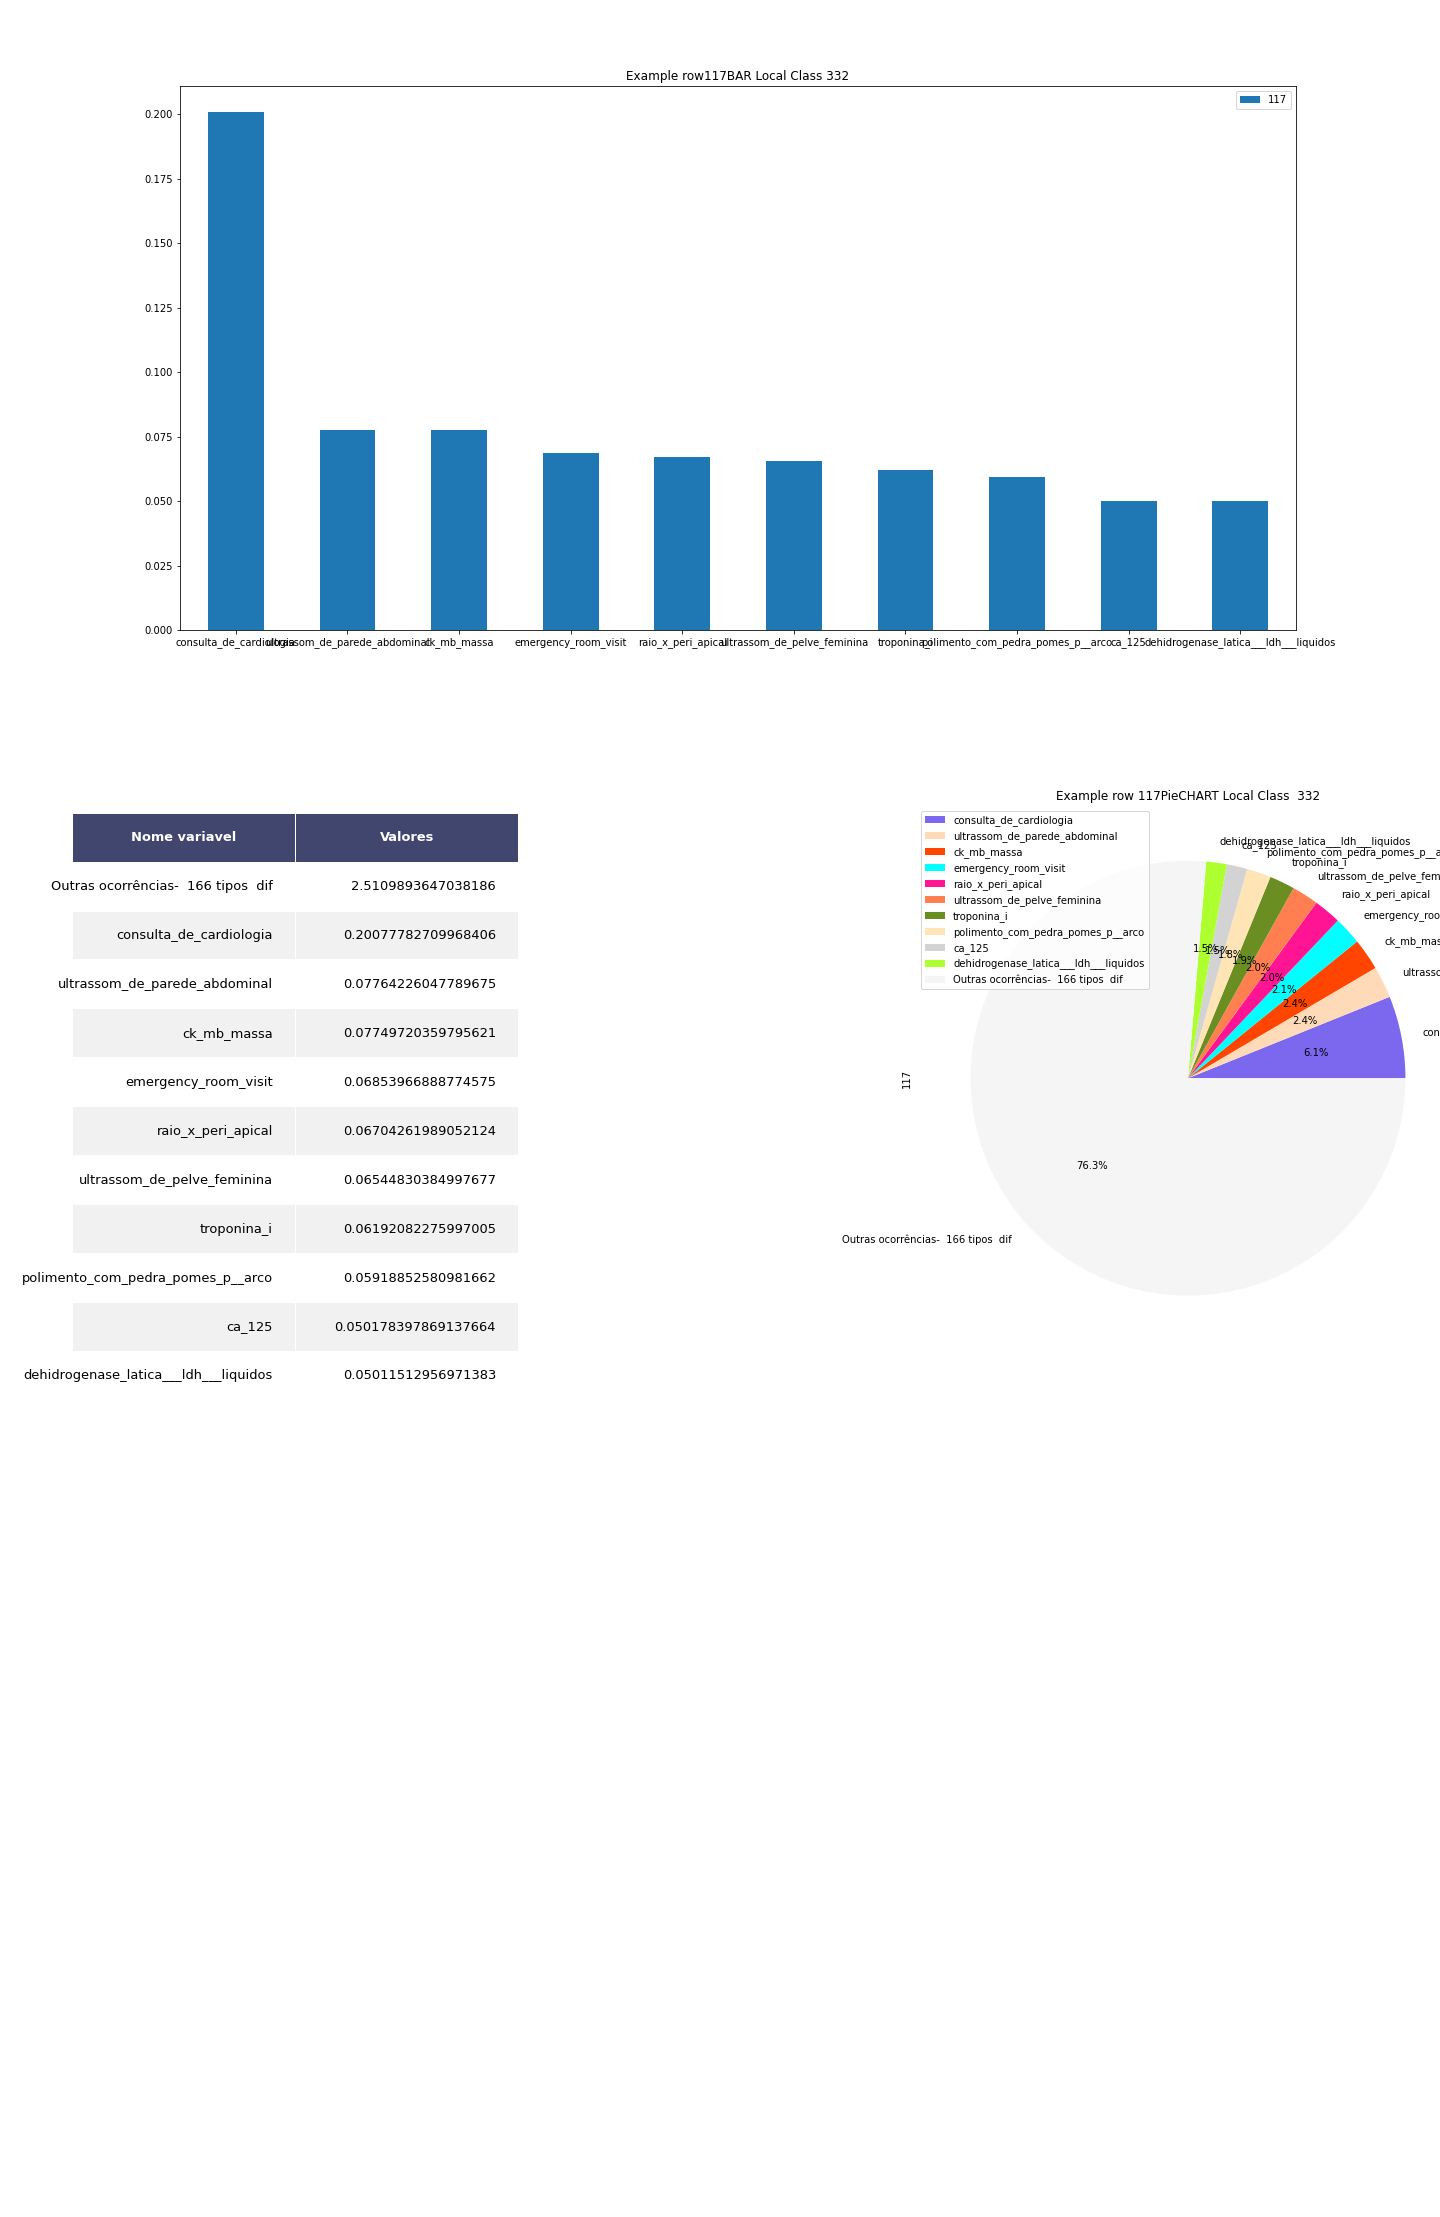 Example row117BAR Local Class 332
117
0.200
0.175
0.150
0.125
0.100
0.075
0.050
0.025
0.000
consulta_de_cardiologia ultrassom_de_parede_abdominal ck_mb_massa emergency_room_visit raio_x_peri_apical ultrassom_de_pelve_feminina troponina_i polimento_com_pedra_pomes_p__arco ca_125 dehidrogenase_latica___ldh___liquidos
Nome variavel Valores
Outras ocorrências-  166 tipos  dif 2.5109893647038186
consulta_de_cardiologia 0.20077782709968406
ultrassom_de_parede_abdominal 0.07764226047789675
ck_mb_massa 0.07749720359795621
emergency_room_visit 0.06853966888774575
raio_x_peri_apical 0.06704261989052124
ultrassom_de_pelve_feminina 0.06544830384997677
troponina_i 0.06192082275997005
polimento_com_pedra_pomes_p__arco 0.05918852580981662
ca_125 0.050178397869137664
dehidrogenase_latica___ldh___liquidos 0.05011512956971383
Example row 117PieCHART Local Class  332
consulta_de_cardiologia
ultrassom_de_parede_abdominal
ck_mb_massa
emergency_room_visit
raio_x_peri_apical
ultrassom_de_pelve_feminina
troponina_i
polimento_com_pedra_pomes_p__arco
ca_125
dehidrogenase_latica___ldh___liquidos
Outras ocorrências-  166 tipos  dif
dehidrogenase_latica___ldh___liquidos
ca_125
polimento_com_pedra_pomes_p__a
troponina_i
ultrassom_de_pelve_fem
raio_x_peri_apical
emergency_roo
ck_mb_mas
ultrasso
con
1.5%
1.5%
1.8%
1.9%
2.0%
2.0%
2.1%
2.4%
2.4%
6.1%
117
76.3%
Outras ocorrências-  166 tipos  dif